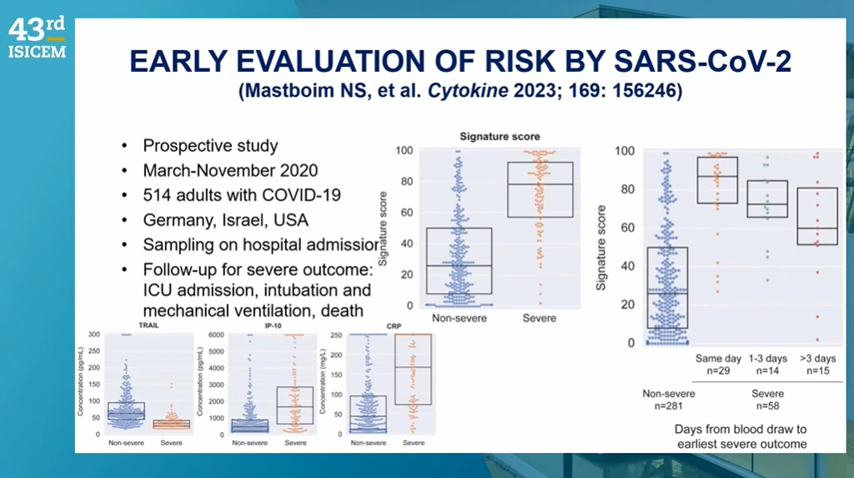 43rd
ISICEM
EARLY EVALUATION OF RISK BY SARS-CoV-2
(Mastboim NS, et al. Cytokine 2023; 169: 156246)
• Prospective study
• March-November 2020
• 514 adults with COVID-19
• Germany, Israel, USA
• Sampling on hospital admission
• Follow-up for severe outcome:
ICU admission, intubation and
mechanical ventilation, death
Signature score
Signature score
100
80
60
40
20
0
Non-severe
Severe
Signature score
100
80
60
40
20
0
Same day
n=29
1-3 days
n=14
>3 days
n=15
Non-severe
n=281
Severe
n=58
Days from blood draw to
earliest severe outcome
TRAIL
Concentration (pg/mL)
300
250
200
150
100
50
0
Non-severe
Severe
IP-10
Concentration (pg/mL)
6000
5000
4000
3000
2000
1000
0
Non-severe
Severe
CRP
Concentration (mg/L)
250
200
150
100
50
0
Non-severe
Severe